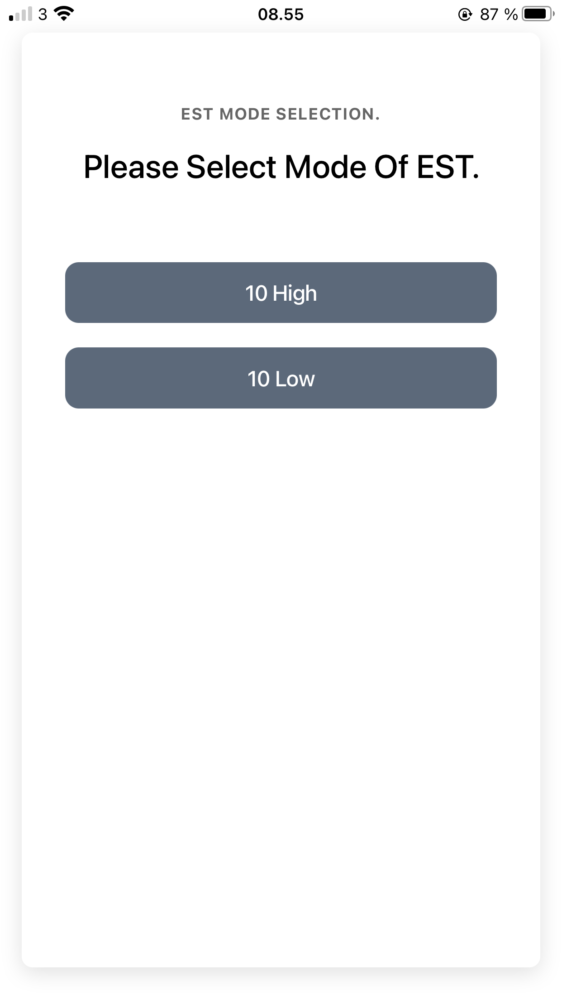 3 08.55 87 %
EST MODE SELECTION.
Please Select Mode Of EST.
10 High
10 Low